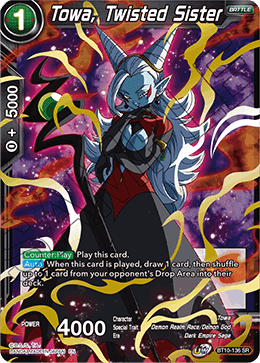 1
Towa, Twisted Sister
BATTLE
+ 5000
Counter:Play Play this card.
Auto When this card is played, draw 1 card, then shuffle
up to 1 card from your opponent's Drop Area into their
deck.
POWER
4000
Character Towa
Special Trait Demon Realm Race/Demon God
Era Dark Empire Saga
BT10-136 SR